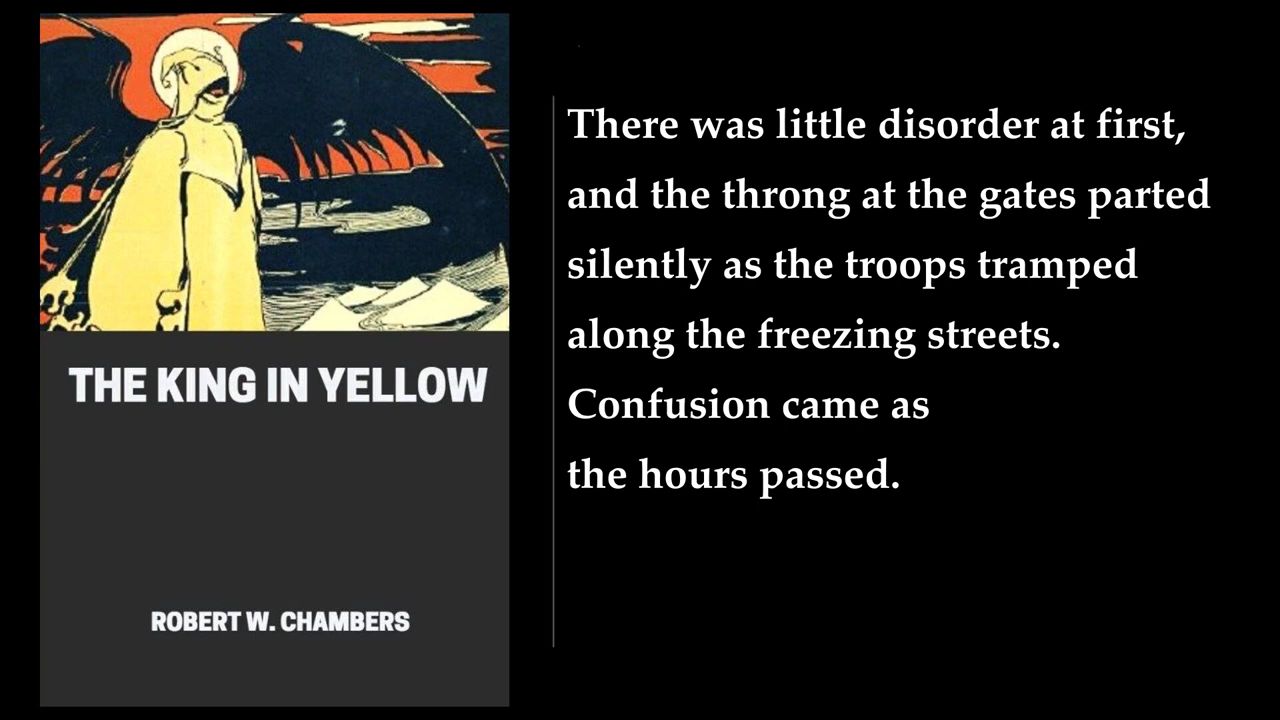 THE KING IN YELLOW
ROBERT W. CHAMBERS
There was little disorder at first,
and the throng at the gates parted
silently as the troops tramped
along the freezing streets.
Confusion came as
the hours passed.